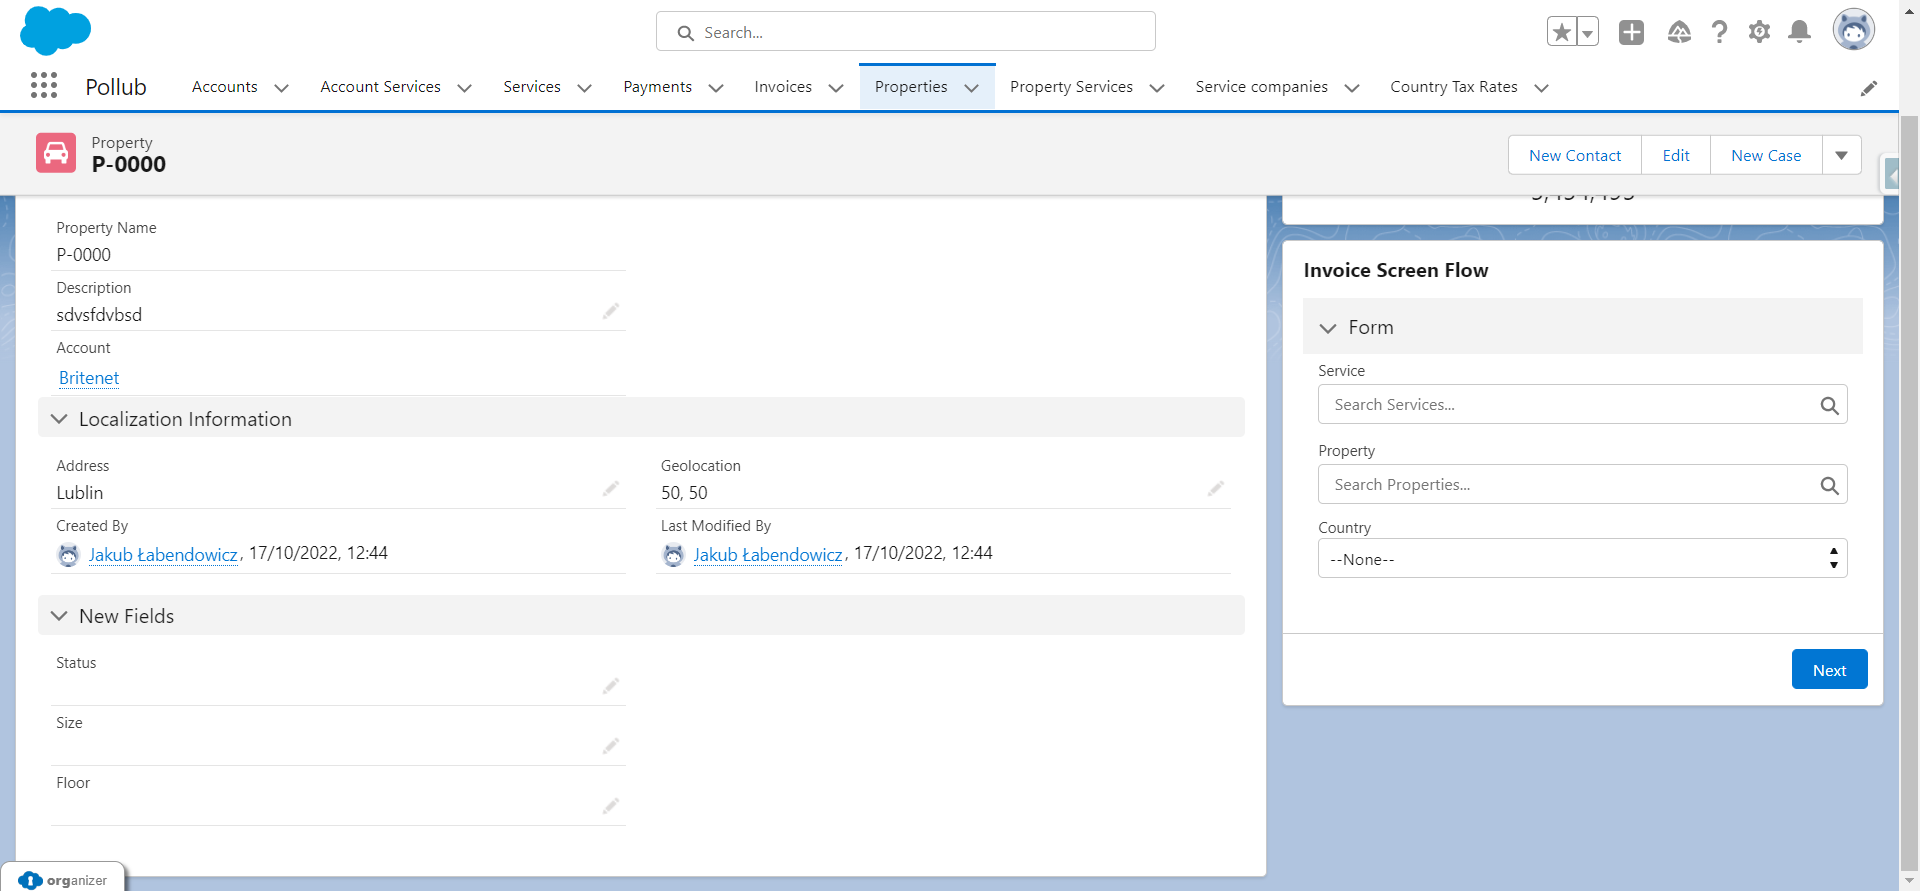 Search...
Pollub
Accounts
Account Services
Services
Payments
Invoices
Properties
Property Services
Service companies
Country Tax Rates
Property
P-0000
New Contact
Edit
New Case
Property Name
P-0000
Description
sdvsfdvbsd
Account
Britenet
Localization Information
Address
Lublin
Geolocation
50, 50
Created By
Jakub Łabendowicz, 17/10/2022, 12:44
Last Modified By
Jakub Łabendowicz, 17/10/2022, 12:44
New Fields
Status
Size
Floor
Invoice Screen Flow
Form
Service
Search Services...
Property
Search Properties...
Country
--None--
Next
organizer